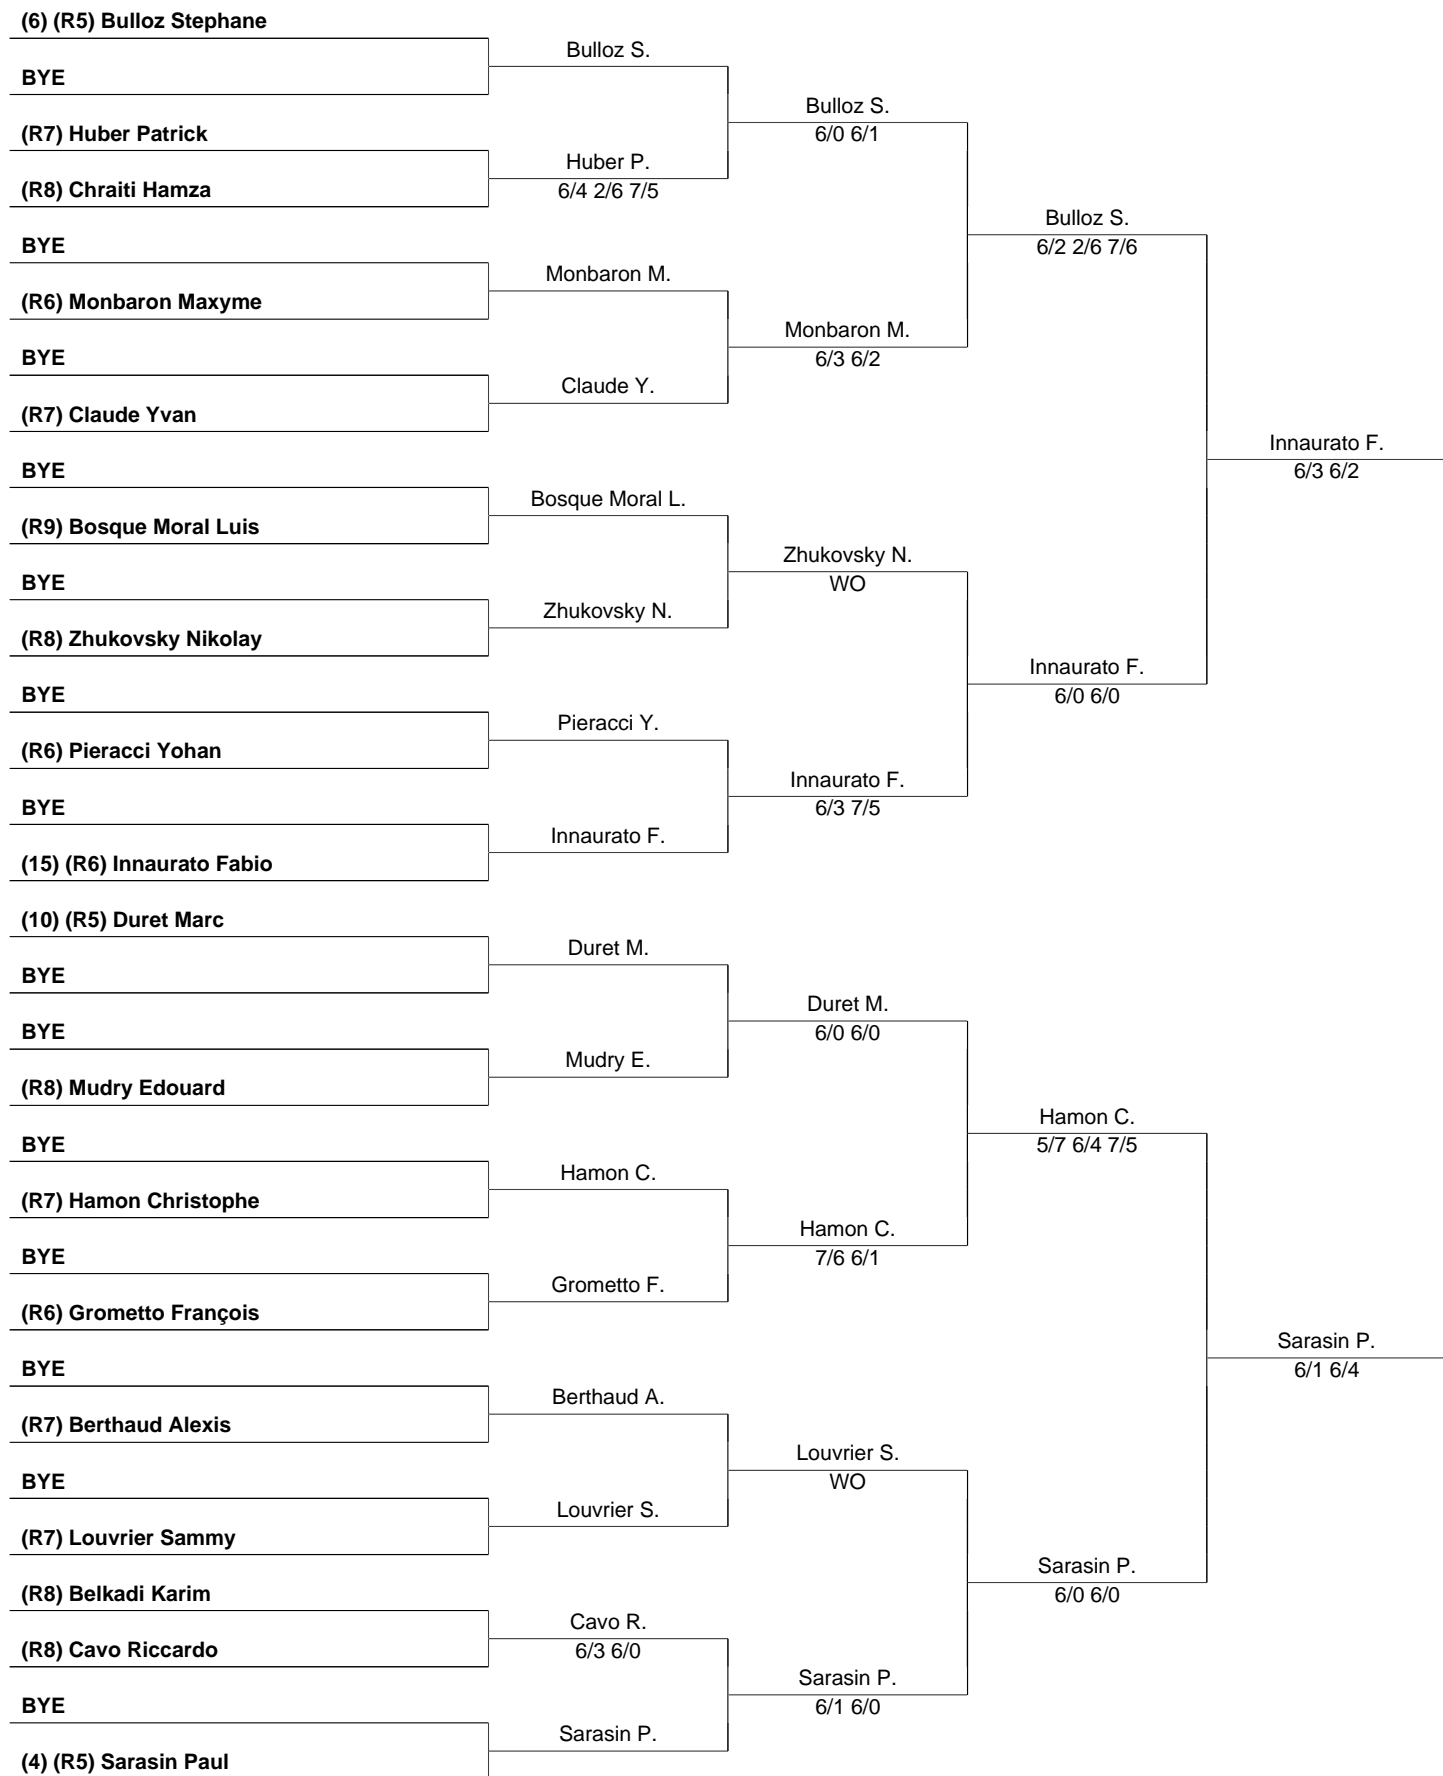 (6) (R5) Bulloz Stephane
Bulloz S.
BYE
Bulloz S.
6/0 6/1
(R7) Huber Patrick
Huber P.
6/4 2/6 7/5
(R8) Chraiti Hamza
Bulloz S.
6/2 2/6 7/6
BYE
Monbaron M.
(R6) Monbaron Maxyme
Monbaron M.
6/3 6/2
BYE
Claude Y.
(R7) Claude Yvan
Innaurato F.
6/3 6/2
BYE
Bosque Moral L.
(R9) Bosque Moral Luis
Zhukovsky N.
WO
BYE
Zhukovsky N.
(R8) Zhukovsky Nikolay
Innaurato F.
6/0 6/0
BYE
Pieracci Y.
(R6) Pieracci Yohan
Innaurato F.
6/3 7/5
BYE
Innaurato F.
(15) (R6) Innaurato Fabio
(10) (R5) Duret Marc
Duret M.
BYE
Duret M.
6/0 6/0
BYE
Mudry E.
(R8) Mudry Edouard
Hamon C.
5/7 6/4 7/5
BYE
Hamon C.
(R7) Hamon Christophe
Hamon C.
7/6 6/1
BYE
Grometto F.
(R6) Grometto François
Sarasin P.
6/1 6/4
BYE
Berthaud A.
(R7) Berthaud Alexis
Louvrier S.
WO
BYE
Louvrier S.
(R7) Louvrier Sammy
Sarasin P.
6/0 6/0
(R8) Belkadi Karim
Cavo R.
6/3 6/0
(R8) Cavo Riccardo
Sarasin P.
6/1 6/0
BYE
Sarasin P.
(4) (R5) Sarasin Paul